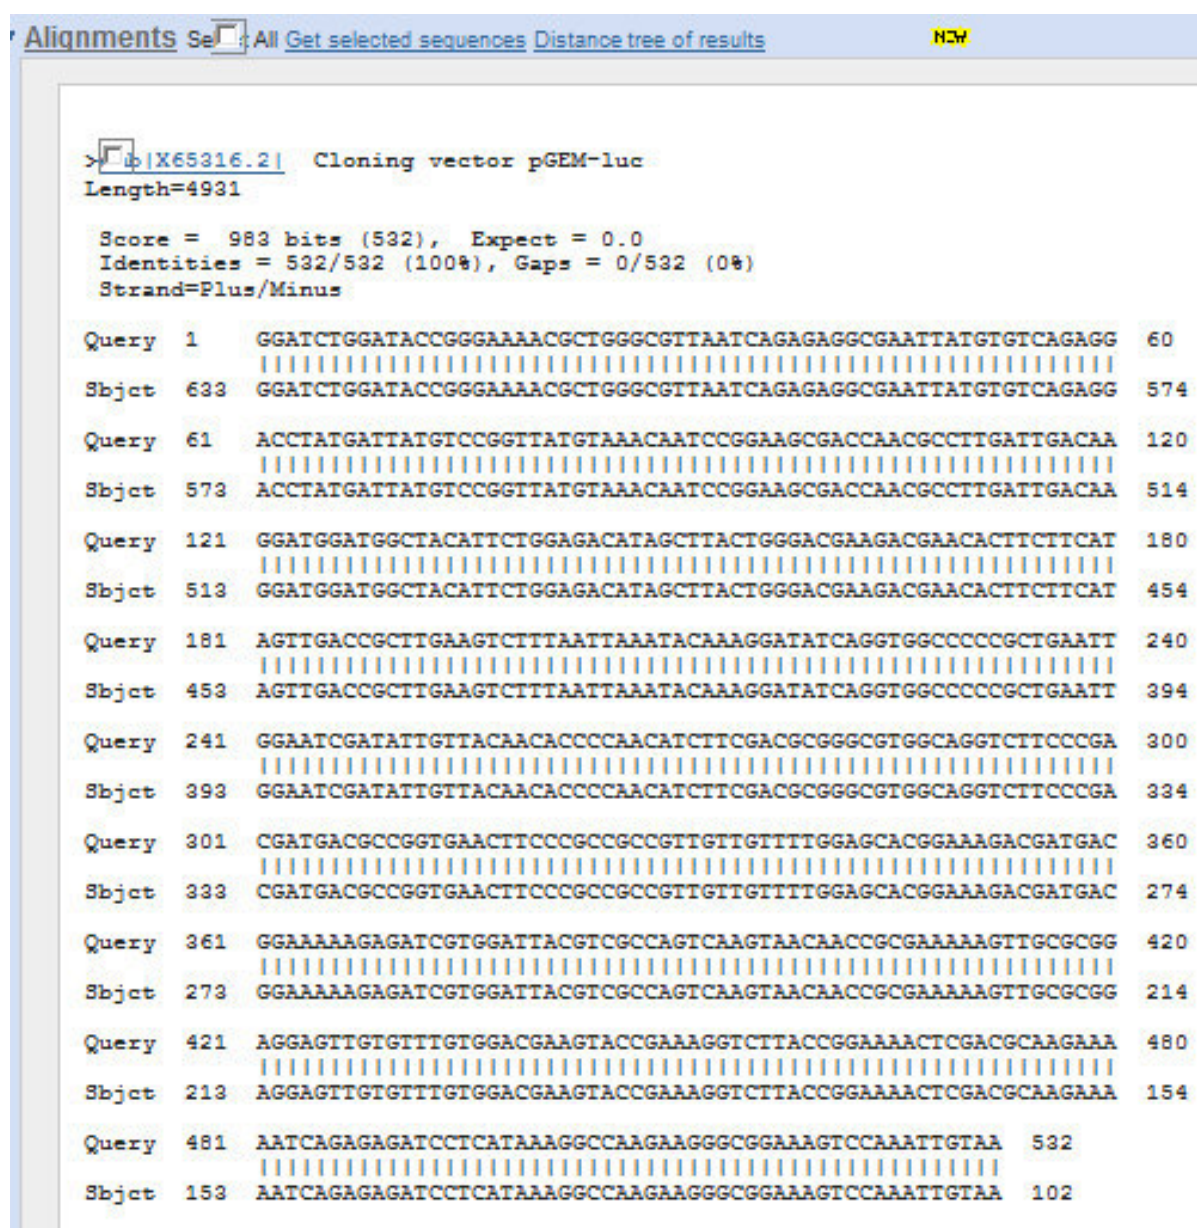 Alignments Se All Get selected sequences Distance tree of results NEW
> b|X65316.2| Cloning vector pGEM-luc
Length=4931
Score = 983 bits (532), Expect = 0.0
Identities = 532/532 (100%), Gaps = 0/532 (0%)
Strand=Plus/Minus
Query 1 GGATCTGGATACCGGGAAAACGCTGGGCGTTAATCAGAGAGGCGAATTATGTGTCAGAGG 60
||||||||||||||||||||||||||||||||||||||||||||||||||||||||||||
Sbjct 633 GGATCTGGATACCGGGAAAACGCTGGGCGTTAATCAGAGAGGCGAATTATGTGTCAGAGG 574
Query 61 ACCTATGATTATGTCCGGTTATGTAAACAATCCGGAAGCGACCAACGCCTTGATTGACAA 120
||||||||||||||||||||||||||||||||||||||||||||||||||||||||||||
Sbjct 573 ACCTATGATTATGTCCGGTTATGTAAACAATCCGGAAGCGACCAACGCCTTGATTGACAA 514
Query 121 GGATGGATGGCTACATTCTGGAGACATAGCTTACTGGGACGAAGACGAACACTTCTTCAT 180
||||||||||||||||||||||||||||||||||||||||||||||||||||||||||||
Sbjct 513 GGATGGATGGCTACATTCTGGAGACATAGCTTACTGGGACGAAGACGAACACTTCTTCAT 454
Query 181 AGTTGACCGCTTGAAGTCTTTAATTAAATACAAAGGATATCAGGTGGCCCCCGCTGAATT 240
||||||||||||||||||||||||||||||||||||||||||||||||||||||||||||
Sbjct 453 AGTTGACCGCTTGAAGTCTTTAATTAAATACAAAGGATATCAGGTGGCCCCCGCTGAATT 394
Query 241 GGAATCGATATTGTTACAACACCCCAACATCTTCGACGCGGGCGTGGCAGGTCTTCCCGA 300
||||||||||||||||||||||||||||||||||||||||||||||||||||||||||||
Sbjct 393 GGAATCGATATTGTTACAACACCCCAACATCTTCGACGCGGGCGTGGCAGGTCTTCCCGA 334
Query 301 CGATGACGCCGGTGAACTTCCCGCCGCCGTTGTTGTTTTGGAGCACGGAAAGACGATGAC 360
||||||||||||||||||||||||||||||||||||||||||||||||||||||||||||
Sbjct 333 CGATGACGCCGGTGAACTTCCCGCCGCCGTTGTTGTTTTGGAGCACGGAAAGACGATGAC 274
Query 361 GGAAAAAGAGATCGTGGATTACGTCGCCAGTCAAGTAACAACCGCGAAAAAGTTGCGCGG 420
||||||||||||||||||||||||||||||||||||||||||||||||||||||||||||
Sbjct 273 GGAAAAAGAGATCGTGGATTACGTCGCCAGTCAAGTAACAACCGCGAAAAAGTTGCGCGG 214
Query 421 AGGAGTTGTGTTTGTGGACGAAGTACCGAAAGGTCTTACCGGAAAACTCGACGCAAGAAA 480
||||||||||||||||||||||||||||||||||||||||||||||||||||||||||||
Sbjct 213 AGGAGTTGTGTTTGTGGACGAAGTACCGAAAGGTCTTACCGGAAAACTCGACGCAAGAAA 154
Query 481 AATCAGAGAGATCCTCATAAAGGCCAAGAAGGGCGGAAAGTCCAAATTGTAA 532
||||||||||||||||||||||||||||||||||||||||||||||||||||
Sbjct 153 AATCAGAGAGATCCTCATAAAGGCCAAGAAGGGCGGAAAGTCCAAATTGTAA 102